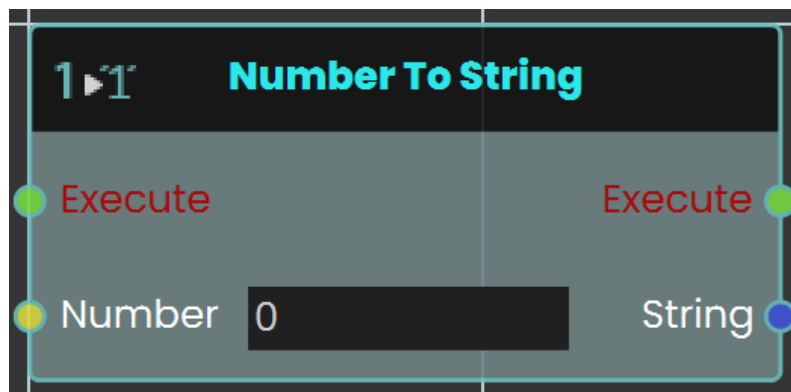 1▸"1" Number To String
Execute Execute
Number 0 String